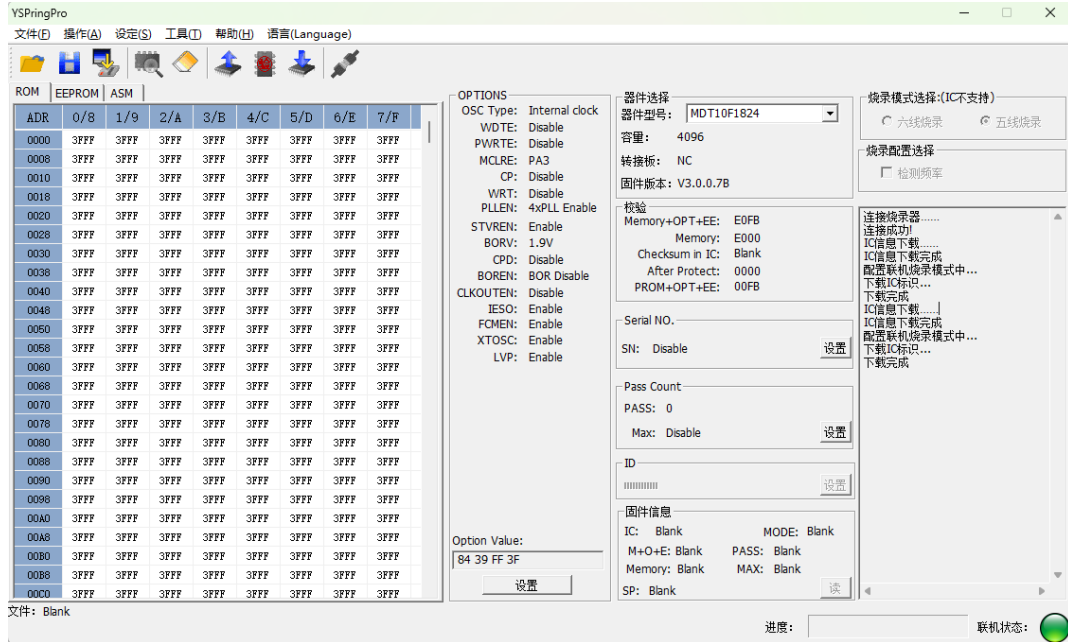 YSPringPro
文件(F) 操作(A) 设定(S) 工具(T) 帮助(H) 语言(Language)
ROM EEPROM ASM
ADR 0/8 1/9 2/A 3/B 4/C 5/D 6/E 7/F
0000 3FFF 3FFF 3FFF 3FFF 3FFF 3FFF 3FFF 3FFF
0008 3FFF 3FFF 3FFF 3FFF 3FFF 3FFF 3FFF 3FFF
0010 3FFF 3FFF 3FFF 3FFF 3FFF 3FFF 3FFF 3FFF
0018 3FFF 3FFF 3FFF 3FFF 3FFF 3FFF 3FFF 3FFF
0020 3FFF 3FFF 3FFF 3FFF 3FFF 3FFF 3FFF 3FFF
0028 3FFF 3FFF 3FFF 3FFF 3FFF 3FFF 3FFF 3FFF
0030 3FFF 3FFF 3FFF 3FFF 3FFF 3FFF 3FFF 3FFF
0038 3FFF 3FFF 3FFF 3FFF 3FFF 3FFF 3FFF 3FFF
0040 3FFF 3FFF 3FFF 3FFF 3FFF 3FFF 3FFF 3FFF
0048 3FFF 3FFF 3FFF 3FFF 3FFF 3FFF 3FFF 3FFF
0050 3FFF 3FFF 3FFF 3FFF 3FFF 3FFF 3FFF 3FFF
0058 3FFF 3FFF 3FFF 3FFF 3FFF 3FFF 3FFF 3FFF
0060 3FFF 3FFF 3FFF 3FFF 3FFF 3FFF 3FFF 3FFF
0068 3FFF 3FFF 3FFF 3FFF 3FFF 3FFF 3FFF 3FFF
0070 3FFF 3FFF 3FFF 3FFF 3FFF 3FFF 3FFF 3FFF
0078 3FFF 3FFF 3FFF 3FFF 3FFF 3FFF 3FFF 3FFF
0080 3FFF 3FFF 3FFF 3FFF 3FFF 3FFF 3FFF 3FFF
0088 3FFF 3FFF 3FFF 3FFF 3FFF 3FFF 3FFF 3FFF
0090 3FFF 3FFF 3FFF 3FFF 3FFF 3FFF 3FFF 3FFF
0098 3FFF 3FFF 3FFF 3FFF 3FFF 3FFF 3FFF 3FFF
00A0 3FFF 3FFF 3FFF 3FFF 3FFF 3FFF 3FFF 3FFF
00A8 3FFF 3FFF 3FFF 3FFF 3FFF 3FFF 3FFF 3FFF
00B0 3FFF 3FFF 3FFF 3FFF 3FFF 3FFF 3FFF 3FFF
00B8 3FFF 3FFF 3FFF 3FFF 3FFF 3FFF 3FFF 3FFF
00C0 3FFF 3FFF 3FFF 3FFF 3FFF 3FFF 3FFF 3FFF
OPTIONS
OSC Type: Internal clock
WDTE: Disable
PWRTE: Disable
MCLRE: PA3
CP: Disable
WRT: Disable
PLLEN: 4xPLL Enable
STVREN: Enable
BORV: 1.9V
CPD: Disable
BOREN: BOR Disable
CLKOUTEN: Disable
IESO: Enable
FCMEN: Enable
XTOSC: Enable
LVP: Enable
Option Value:
84 39 FF 3F
设置
器件选择
器件型号: MDT10F1824
容量: 4096
转接板: NC
固件版本: V3.0.0.7B
校验
Memory+OPT+EE: E0FB
Memory: E000
Checksum in IC: Blank
After Protect: 0000
PROM+OPT+EE: 00FB
Serial NO.
SN: Disable 设置
Pass Count
PASS: 0
Max: Disable 设置
ID
设置
固件信息
IC: Blank MODE: Blank
M+O+E: Blank PASS: Blank
Memory: Blank MAX: Blank
SP: Blank 读
烧录模式选择:(IC不支持)
六线烧录 五线烧录
烧录配置选择
检测频率
连接烧录器......
连接成功!
IC信息下载......
IC信息下载完成
配置联机烧录模式中...
下载IC标识...
下载完成
IC信息下载......
IC信息下载完成
配置联机烧录模式中...
下载IC标识...
下载完成
文件: Blank
进度: 联机状态: